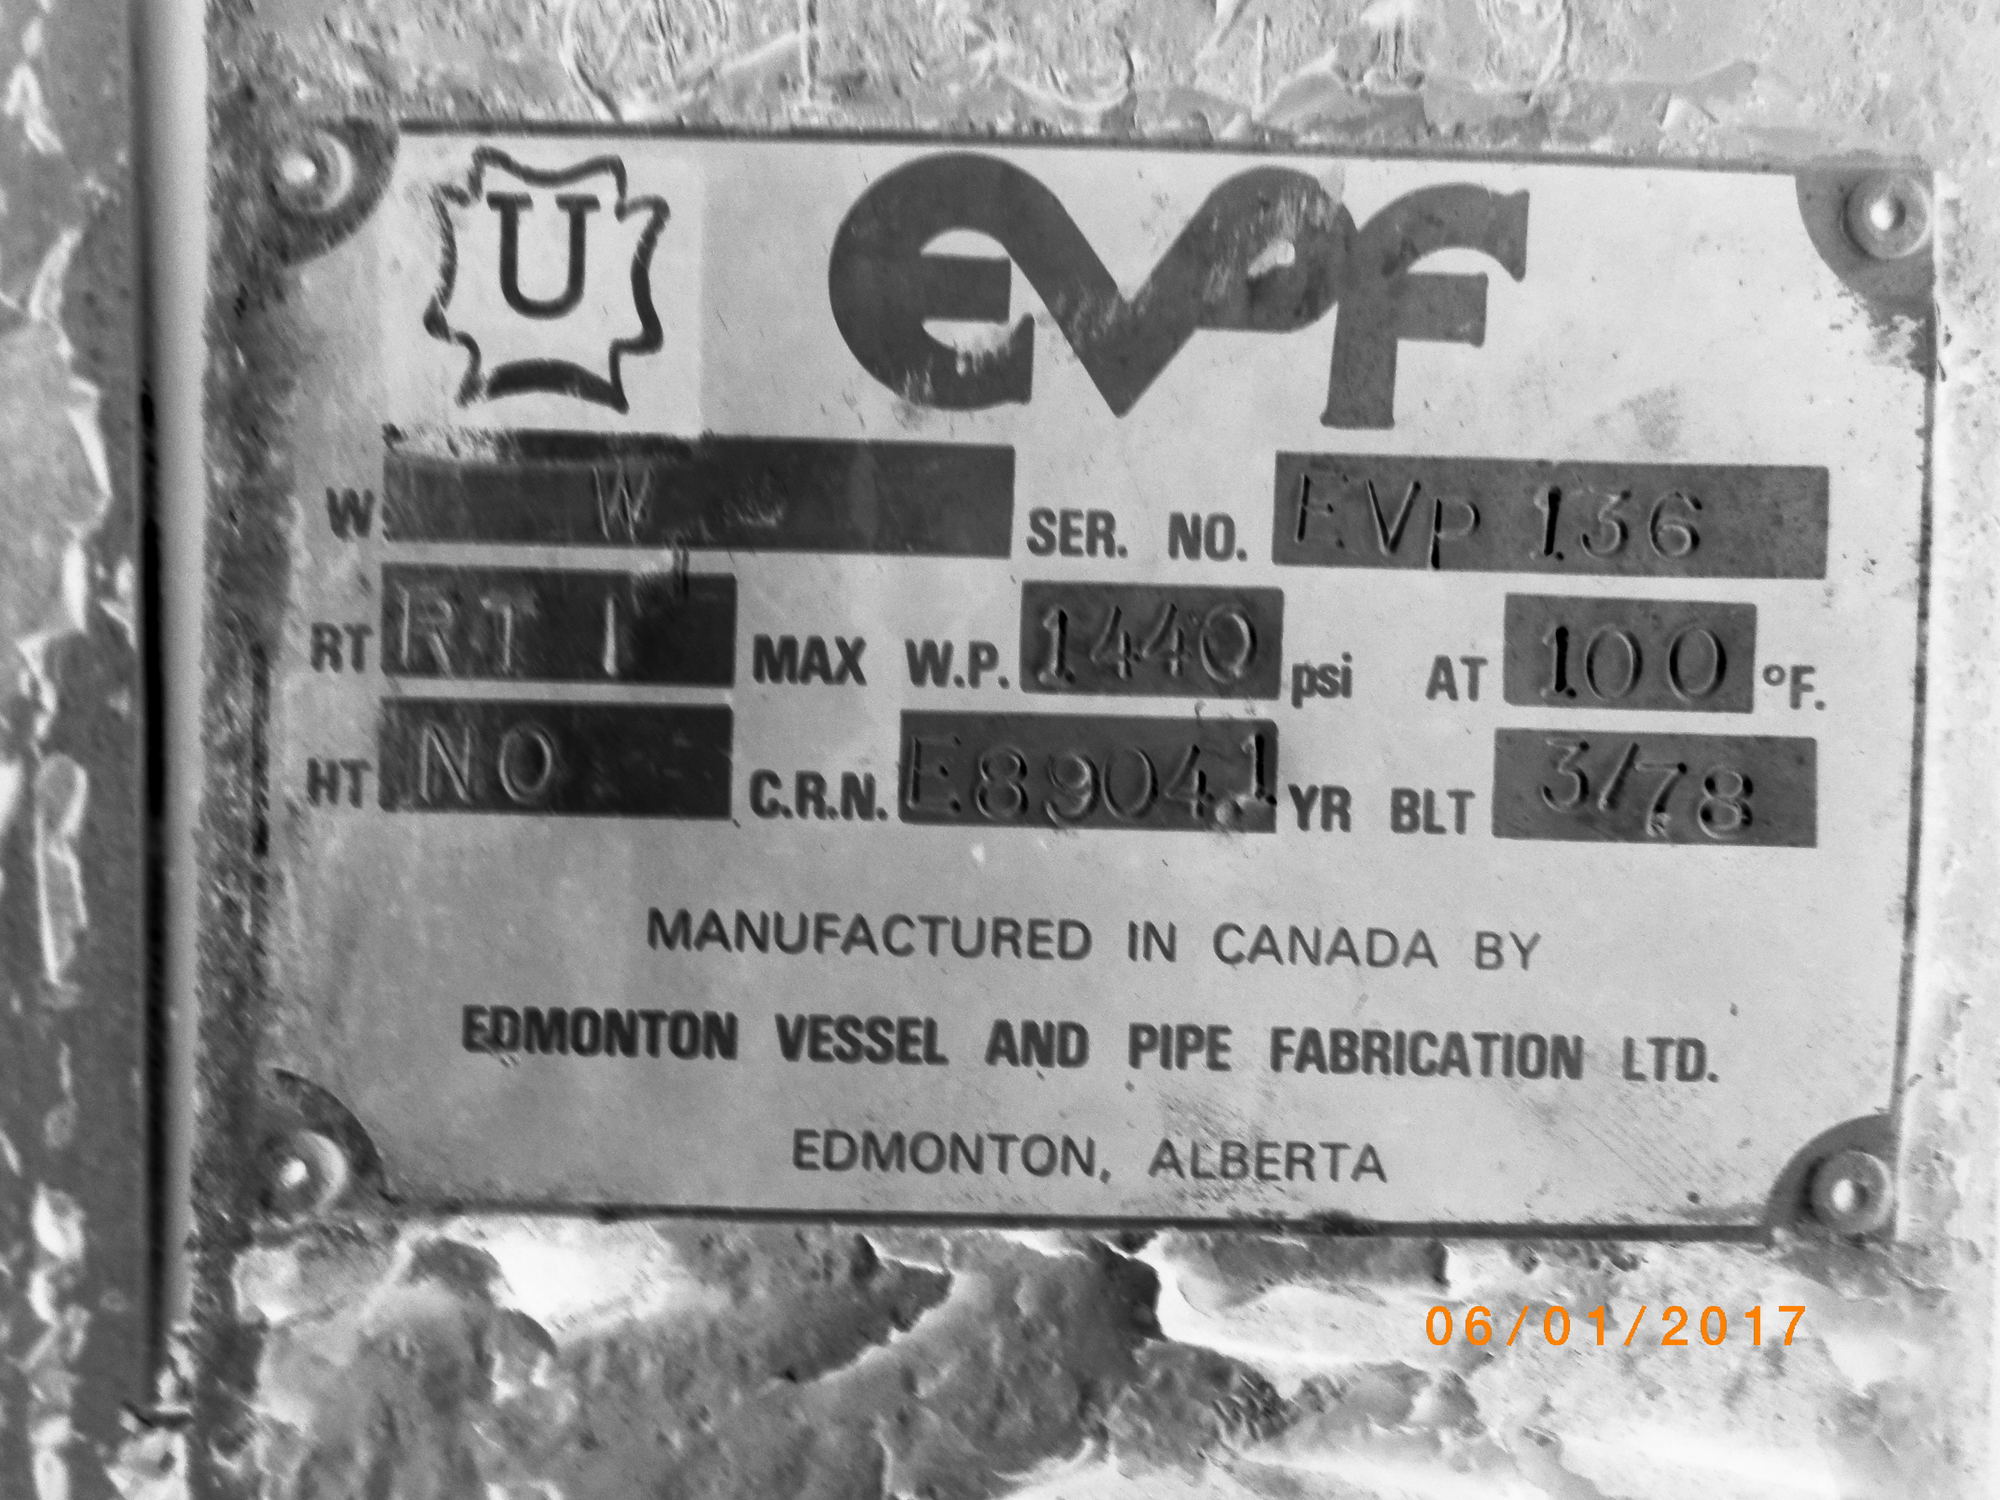 U EVPF
W W SER. NO. EVP 136
RT RT 1 MAX W.P. 1440 psi AT 100 °F.
HT NO C.R.N. E8904.1 YR BLT 3/78
MANUFACTURED IN CANADA BY
EDMONTON VESSEL AND PIPE FABRICATION LTD.
EDMONTON, ALBERTA
06/01/2017